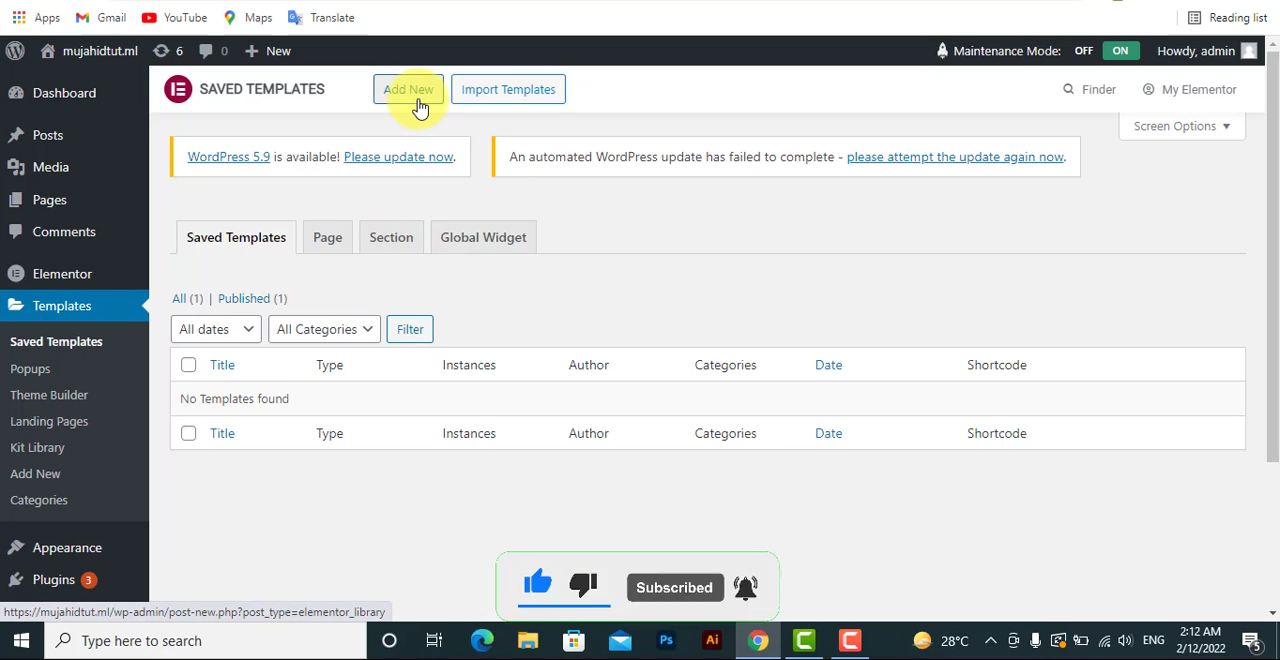 Apps Gmail YouTube Maps Translate Reading list
mujahidtut.ml 6 0 New Maintenance Mode: OFF ON Howdy, admin
SAVED TEMPLATES Add New Import Templates Finder My Elementor
Screen Options
WordPress 5.9 is available! Please update now. An automated WordPress update has failed to complete - please attempt the update again now.
Dashboard
Posts
Media
Pages
Comments
Elementor
Templates
Saved Templates
Popups
Theme Builder
Landing Pages
Kit Library
Add New
Categories
Appearance
Plugins 3
Saved Templates Page Section Global Widget
All (1) | Published (1)
All dates All Categories Filter
Title Type Instances Author Categories Date Shortcode
No Templates found
Title Type Instances Author Categories Date Shortcode
Subscribed
https://mujahidtut.ml/wp-admin/post-new.php?post_type=elementor_library
Type here to search Ps Ai 28°C ENG 2:12 AM
2/12/2022 5